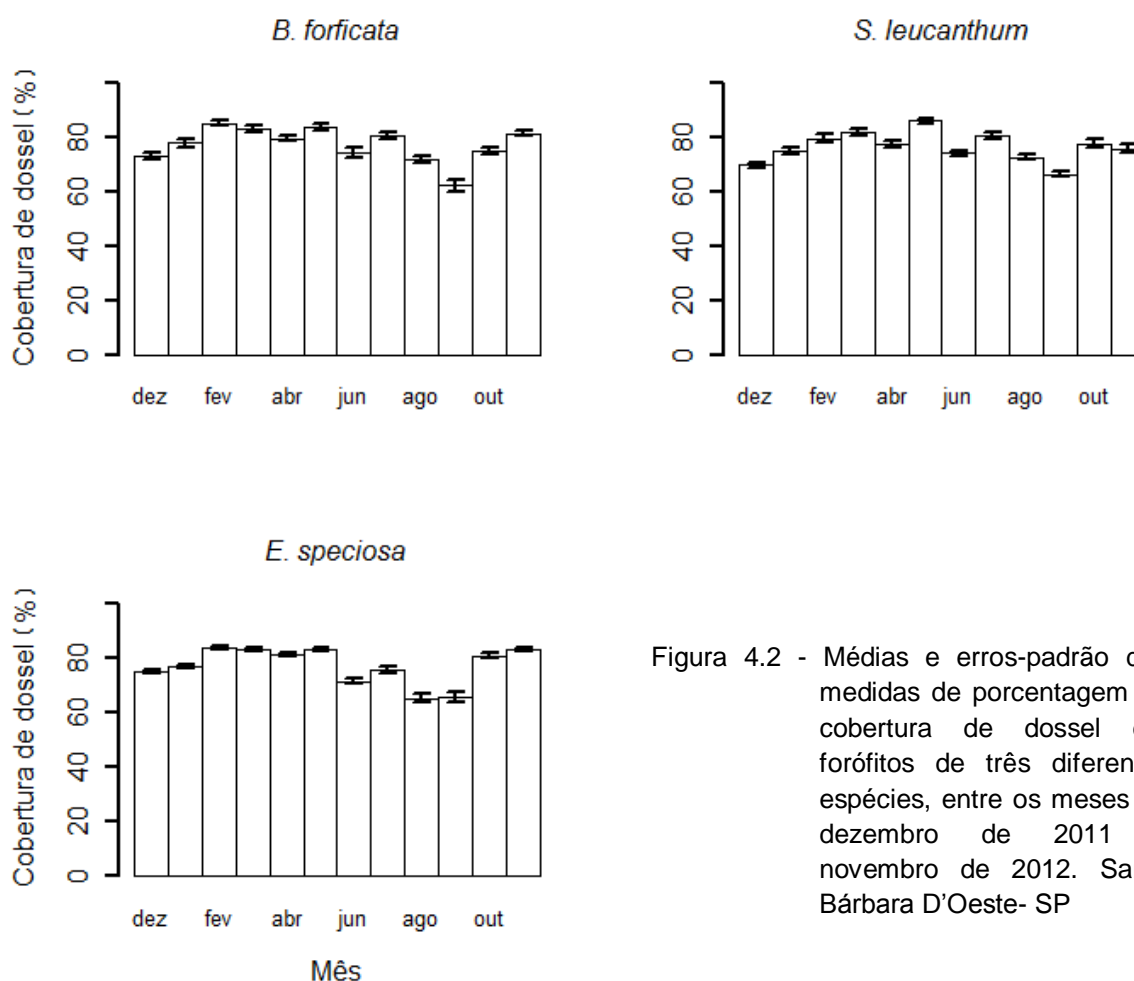 B. forficata
Cobertura de dossel (%)
0 20 40 60 80
dez fev abr jun ago out
S. leucanthum
0 20 40 60 80
dez fev abr jun ago out
E. speciosa
Cobertura de dossel (%)
0 20 40 60 80
dez fev abr jun ago out
Mês
Figura 4.2 - Médias e erros-padrão
medidas de porcentagem
cobertura de dossel
forófitos de três
espécies, entre os meses
dezembro de 2011
novembro de 2012.
Bárbara D’Oeste- SP